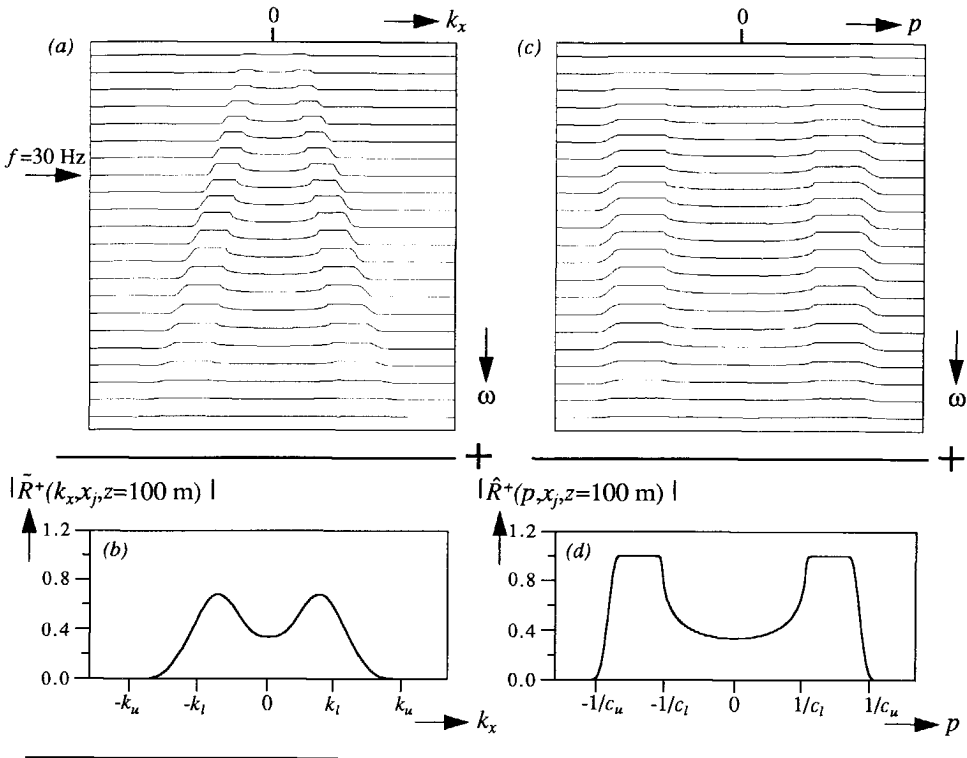 0
k_x
(a)
f=30 Hz
ω
+
0
p
(c)
ω
+
|R̃⁺(k_x,x_j,z=100 m)|
1.2
0.8
0.4
0.0
(b)
-k_u
-k_l
0
k_l
k_u
k_x
|R̂⁺(p,x_j,z=100 m)|
1.2
0.8
0.4
0.0
(d)
-1/c_u
-1/c_l
0
1/c_l
1/c_u
p